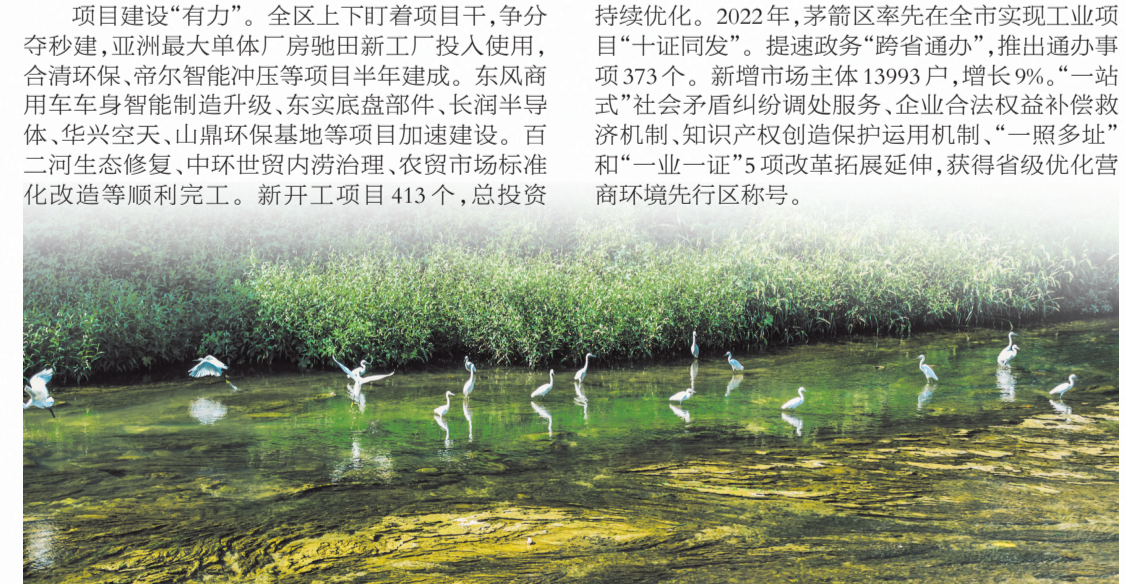 项目建设“有力”。全区上下盯着项目干，争分
夺秒建，亚洲最大单体厂房驰田新工厂投入使用，
合清环保、帝尔智能冲压等项目半年建成。东风商
用车车身智能制造升级、东实底盘部件、长润半导
体、华兴空天、山鼎环保基地等项目加速建设。百
二河生态修复、中环世贸内涝治理、农贸市场标准
化改造等顺利完工。新开工项目413个，总投资
持续优化。2022年，茅箭区率先在全市实现工业项
目“十证同发”。提速政务“跨省通办”，推出通办事
项373个。新增市场主体13993户，增长9%。“一站
式”社会矛盾纠纷调处服务、企业合法权益补偿救
济机制、知识产权创造保护运用机制、“一照多址”
和“一业一证”5项改革拓展延伸，获得省级优化营
商环境先行区称号。